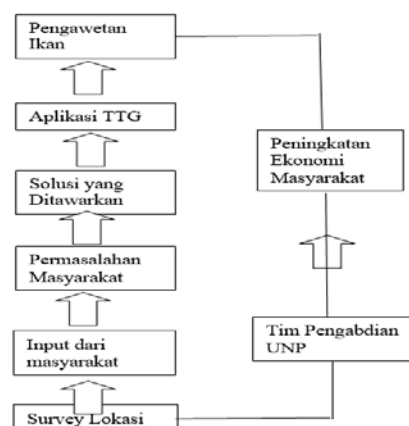 Pengawetan
Ikan
Aplikasi TTG
Solusi yang
Ditawarkan
Permasalahan
Masyarakat
Input dari
masyarakat
Survey Lokasi
Peningkatan
Ekonomi
Masyarakat
Tim Pengabdian
UNP